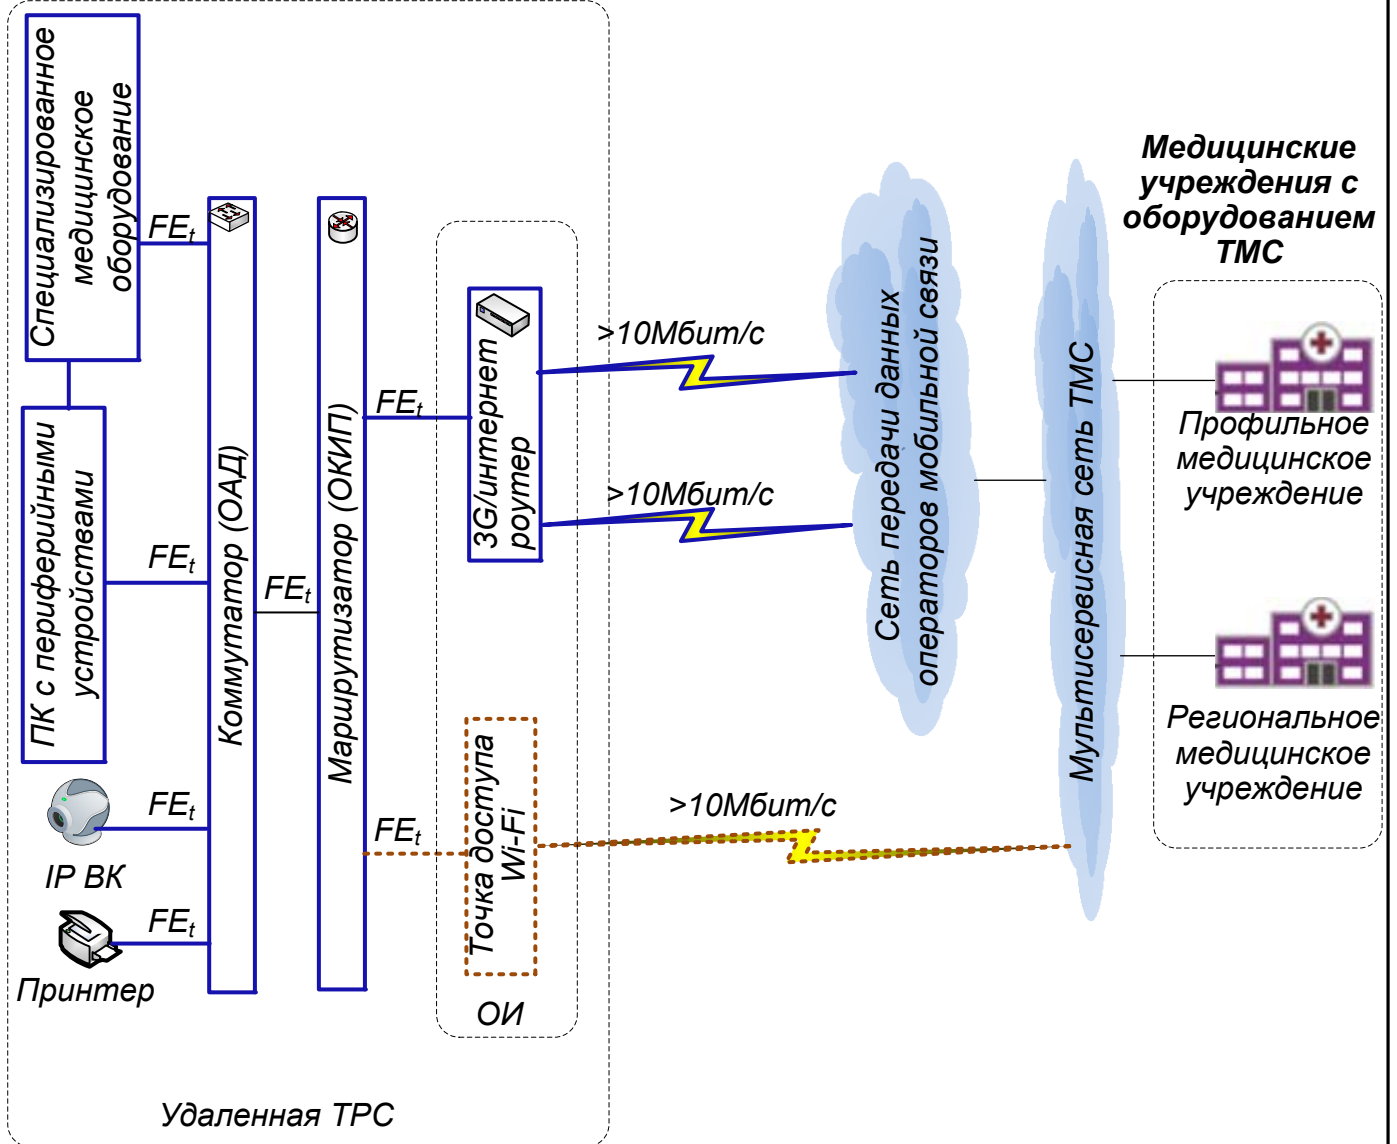 Специализированное
медицинское
оборудование
FEt
ПК с периферийными
устройствами
FEt
FEt
IP ВК
FEt
Принтер
Коммутатор (ОАД)
FEt
Маршрутизатор (ОКИП)
FEt
FEt
3G/интернет
роутер
Точка доступа
Wi-Fi
ОИ
Удаленная ТРС
>10Мбит/с
>10Мбит/с
>10Мбит/с
Сеть передачи данных
операторов мобильной связи
Мультисервисная сеть ТМС
Медицинские
учреждения с
оборудованием
ТМС
Профильное
медицинское
учреждение
Региональное
медицинское
учреждение